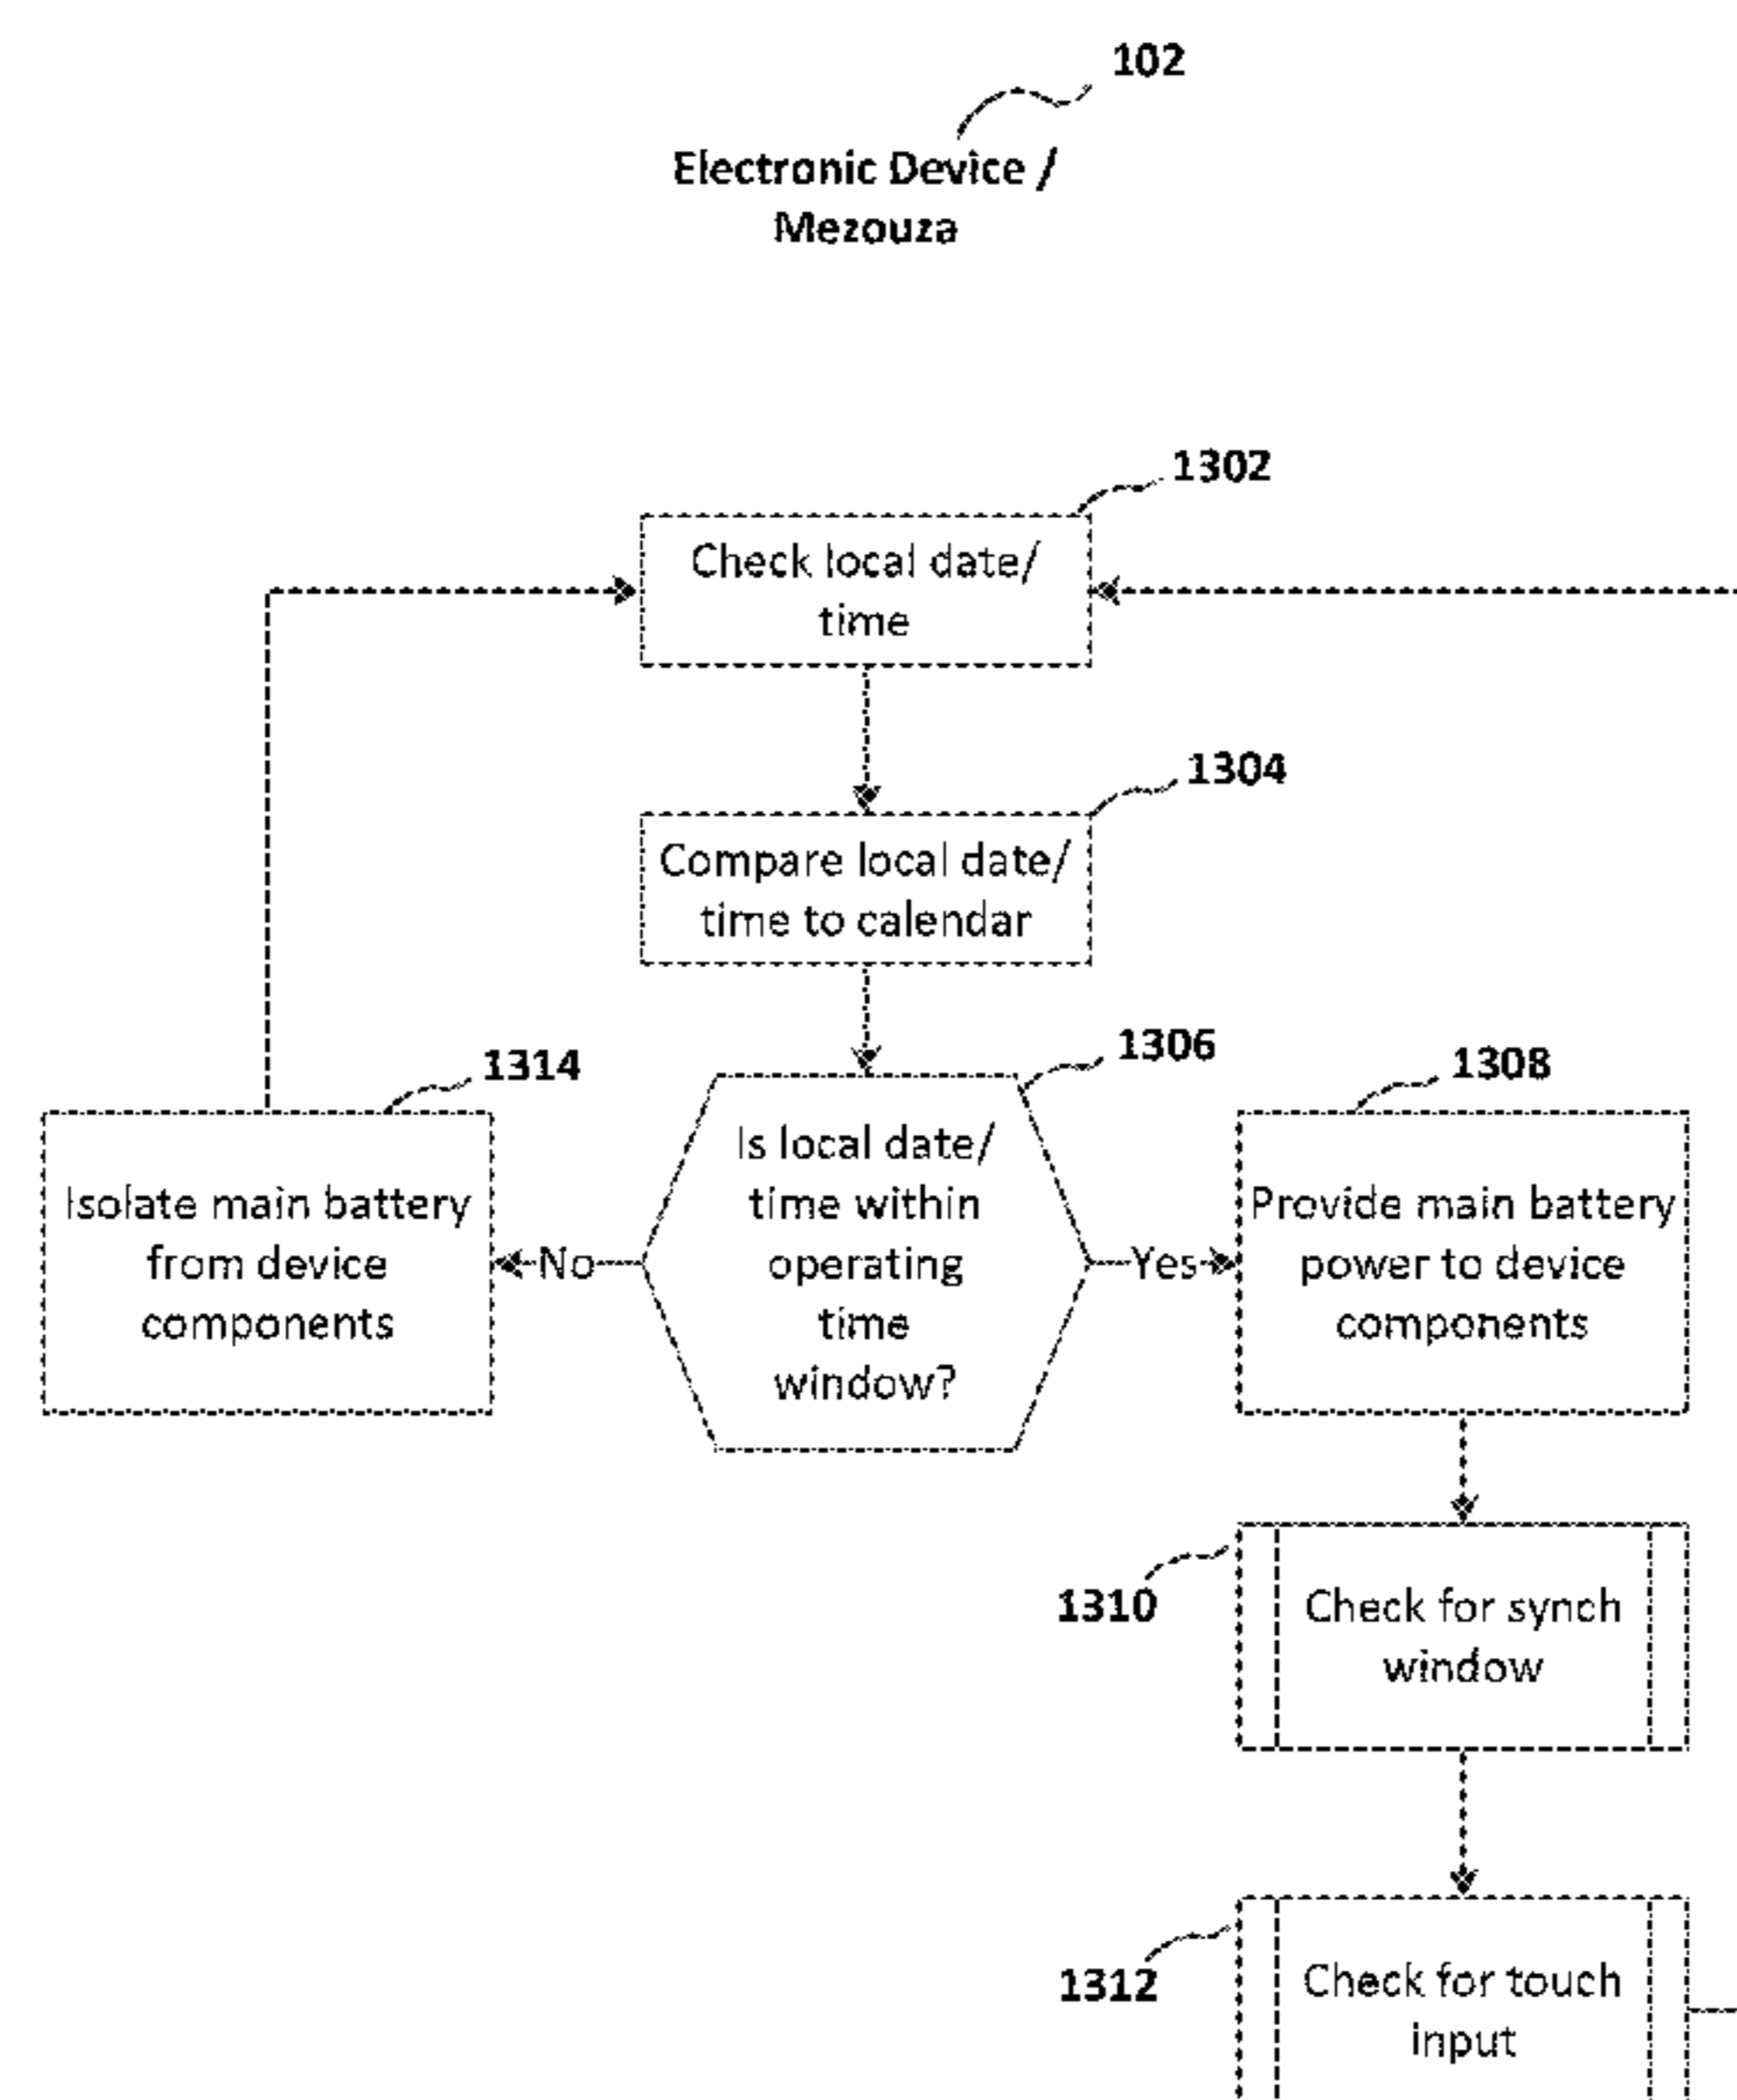 102
Electronic Device /
Mezouza
1302
Check local date/
time
1304
Compare local date/
time to calendar
1306
Is local date/
time within
operating
time
window?
1314
Isolate main battery
from device
components
No
Yes
1308
Provide main battery
power to device
components
1310
Check for synch
window
1312
Check for touch
input